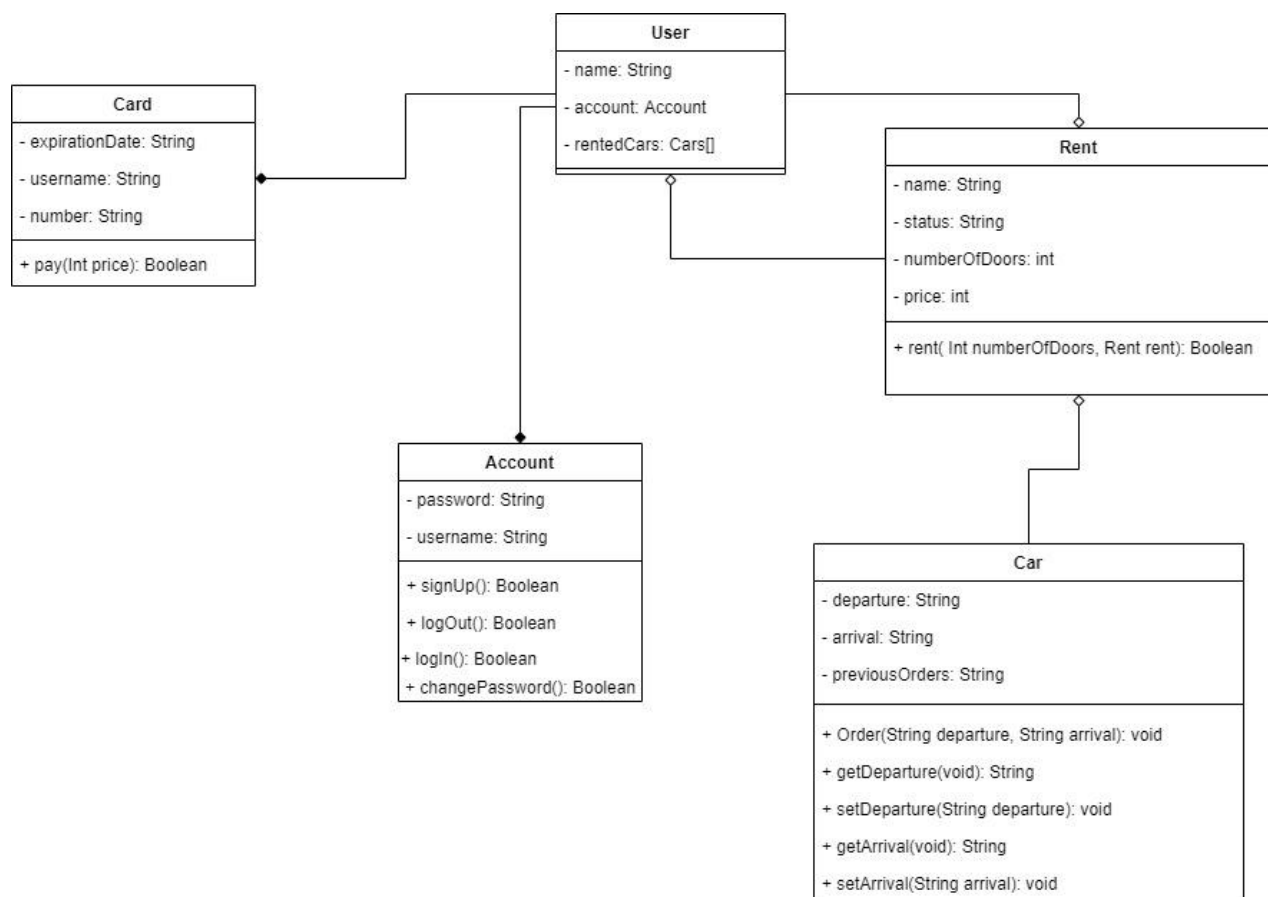 User
- name: String
- account: Account
- rentedCars: Cars[]
Card
- expirationDate: String
- username: String
- number: String
+ pay(Int price): Boolean
Rent
- name: String
- status: String
- numberOfDoors: int
- price: int
+ rent( Int numberOfDoors, Rent rent): Boolean
Account
- password: String
- username: String
+ signUp(): Boolean
+ logOut(): Boolean
+ logIn(): Boolean
+ changePassword(): Boolean
Car
- departure: String
- arrival: String
- previousOrders: String
+ Order(String departure, String arrival): void
+ getDeparture(void): String
+ setDeparture(String departure): void
+ getArrival(void): String
+ setArrival(String arrival): void